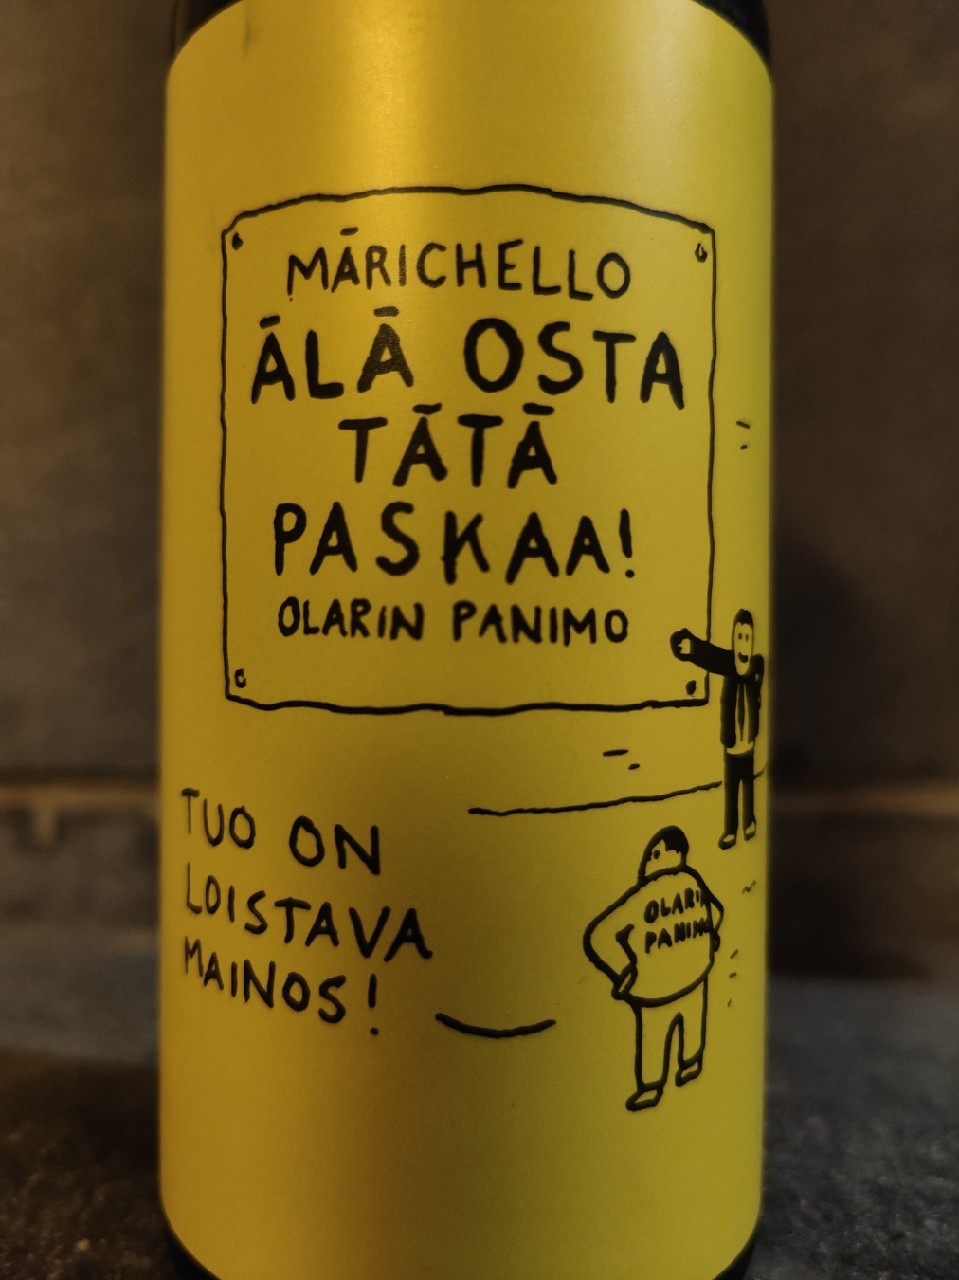 MĀRICHELLO
ĀLĀ OSTA
TĀTĀ
PASKAA!
OLARIN PANIMO
TUO ON
LOISTAVA
MAINOS!
OLARIN
PANIMO